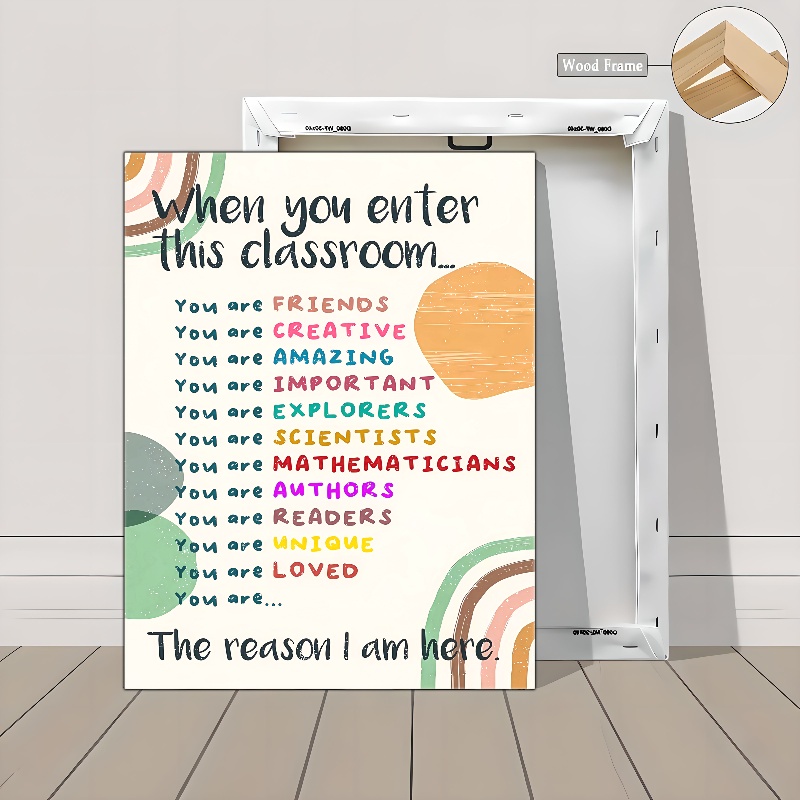 Wood Frame
When you enter
this classroom...
You are FRIENDS
You are CREATIVE
You are AMAZING
You are IMPORTANT
You are EXPLORERS
You are SCIENTISTS
You are MATHEMATICIANS
You are AUTHORS
You are READERS
You are UNIQUE
You are LOVED
You are...
The reason I am here.